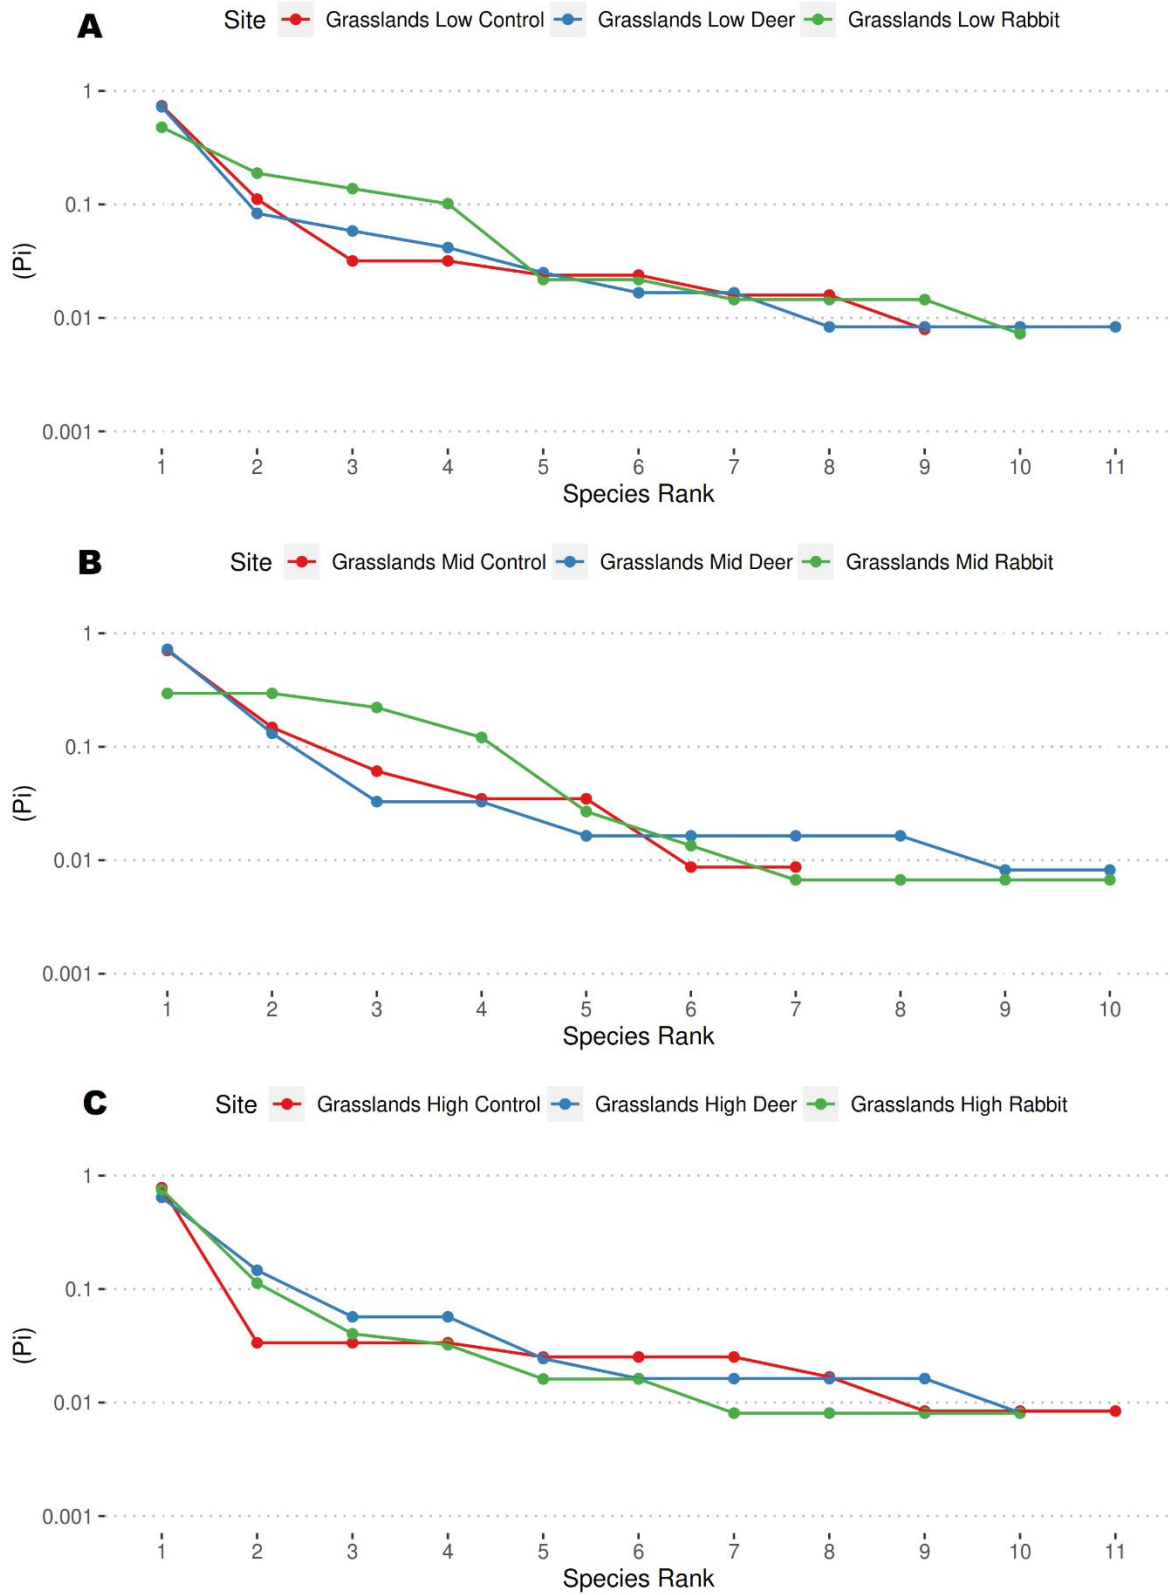 A
Site Grasslands Low Control Grasslands Low Deer Grasslands Low Rabbit
1
0.1
(Pi)
0.01
0.001
1 2 3 4 5 6 7 8 9 10 11
Species Rank
B
Site Grasslands Mid Control Grasslands Mid Deer Grasslands Mid Rabbit
1
0.1
(Pi)
0.01
0.001
1 2 3 4 5 6 7 8 9 10
Species Rank
C
Site Grasslands High Control Grasslands High Deer Grasslands High Rabbit
1
0.1
(Pi)
0.01
0.001
1 2 3 4 5 6 7 8 9 10 11
Species Rank